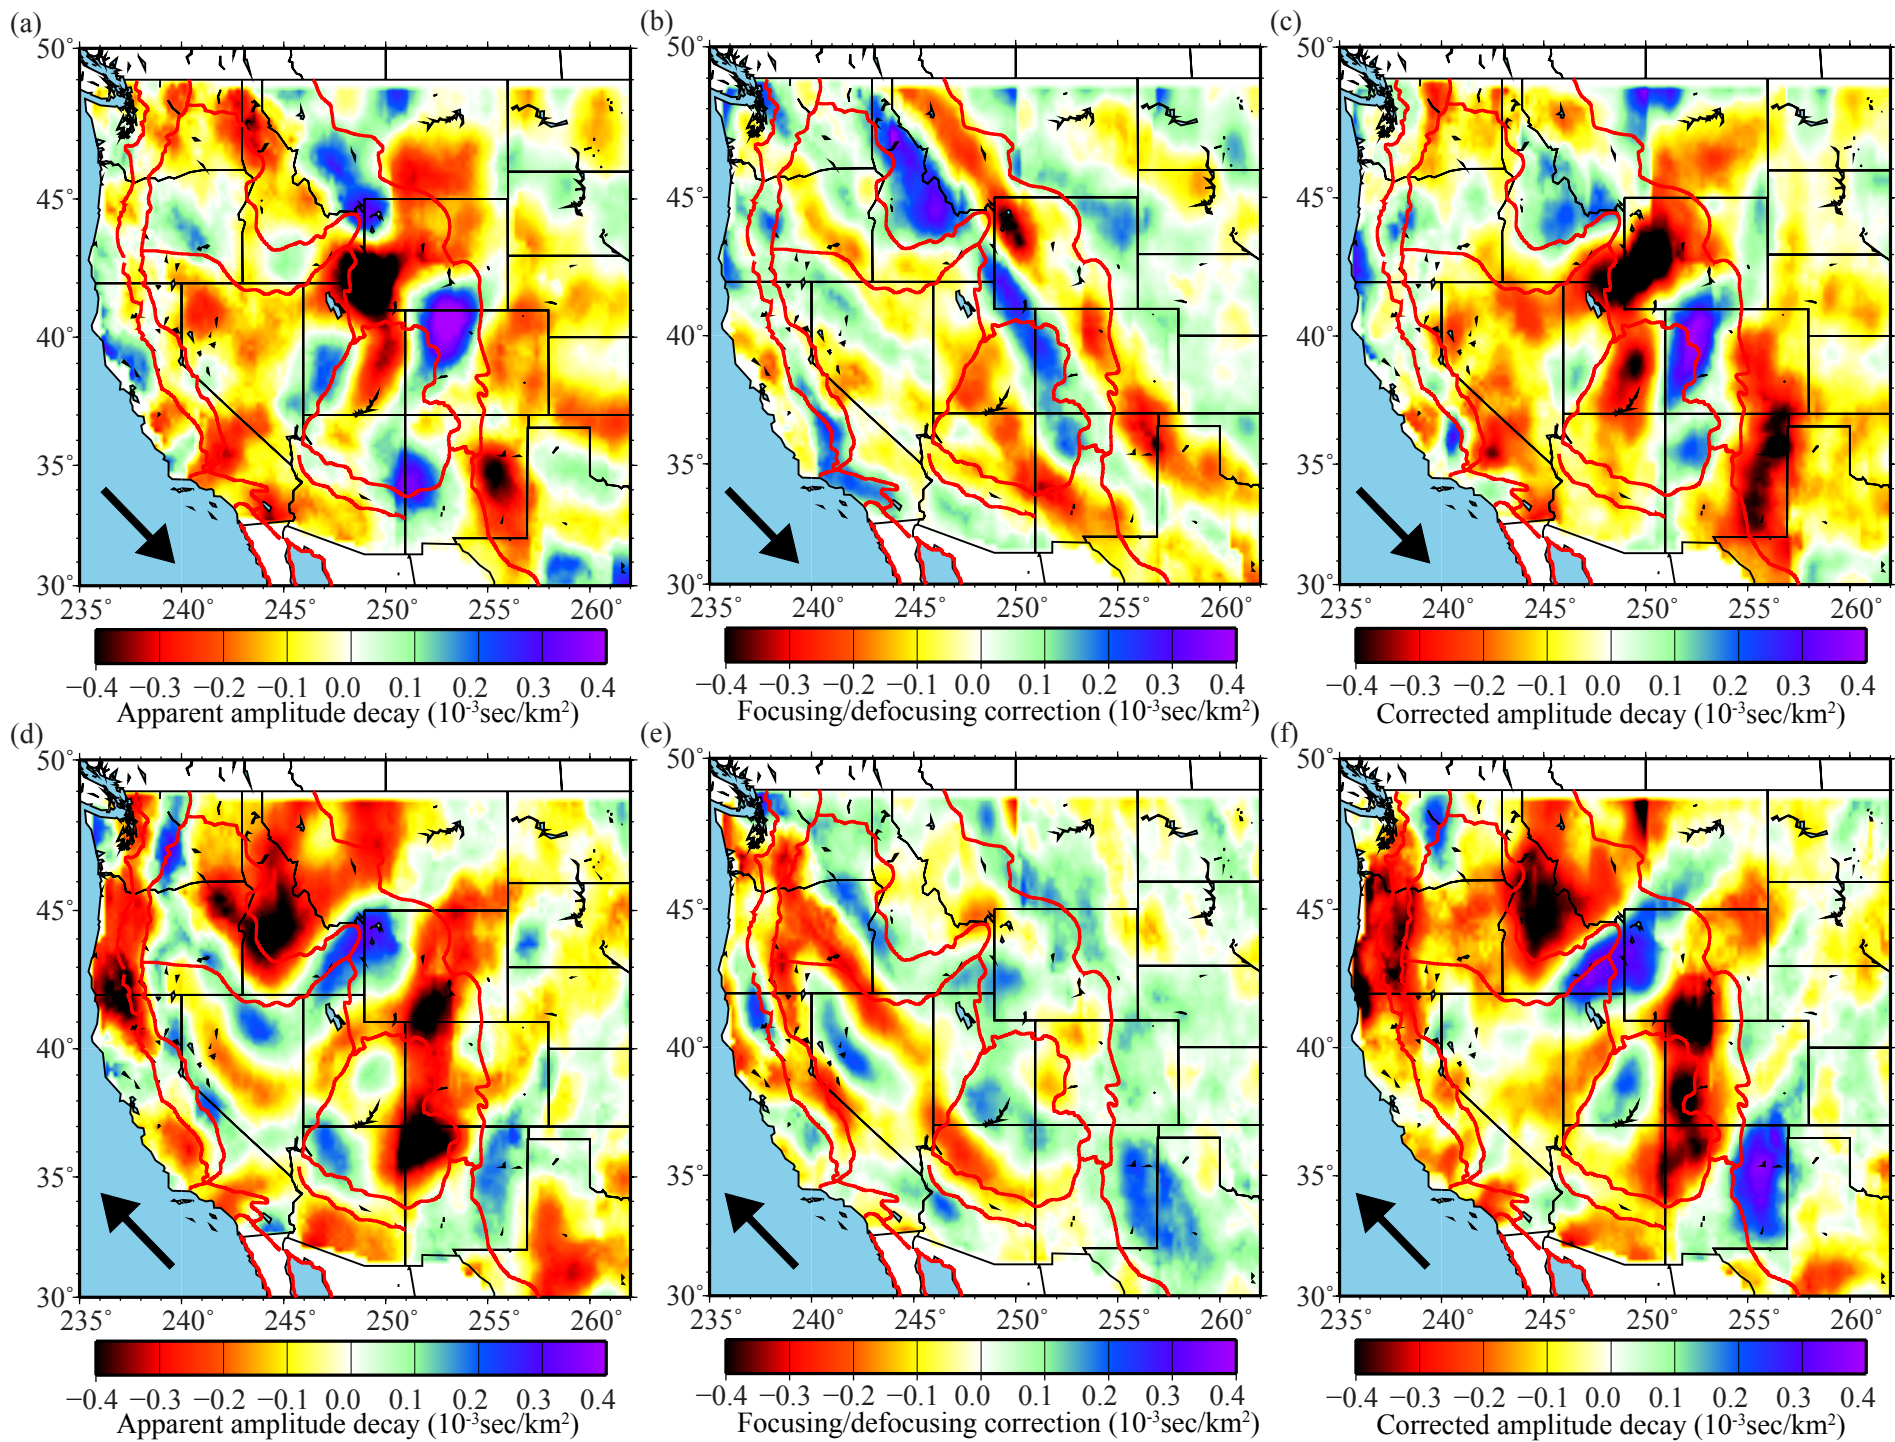 (a) (b) (c)
50° 50° 50°
45° 45° 45°
40° 40° 40°
35° 35° 35°
30° 30° 30°
235 240 245 250 255 260 235 240 245 250 255 260 235 240 245 250 255 260
−0.4 −0.3 −0.2 −0.1 0.0 0.1 0.2 0.3 0.4 −0.4 −0.3 −0.2 −0.1 0.0 0.1 0.2 0.3 0.4 −0.4 −0.3 −0.2 −0.1 0.0 0.1 0.2 0.3 0.4
Apparent amplitude decay (10⁻³sec/km²) Focusing/defocusing correction (10⁻³sec/km²) Corrected amplitude decay (10⁻³sec/km²)
(d) (e) (f)
50° 50° 50°
45° 45° 45°
40° 40° 40°
35° 35° 35°
30° 30° 30°
235 240 245 250 255 260 235 240 245 250 255 260 235 240 245 250 255 260
−0.4 −0.3 −0.2 −0.1 0.0 0.1 0.2 0.3 0.4 −0.4 −0.3 −0.2 −0.1 0.0 0.1 0.2 0.3 0.4 −0.4 −0.3 −0.2 −0.1 0.0 0.1 0.2 0.3 0.4
Apparent amplitude decay (10⁻³sec/km²) Focusing/defocusing correction (10⁻³sec/km²) Corrected amplitude decay (10⁻³sec/km²)